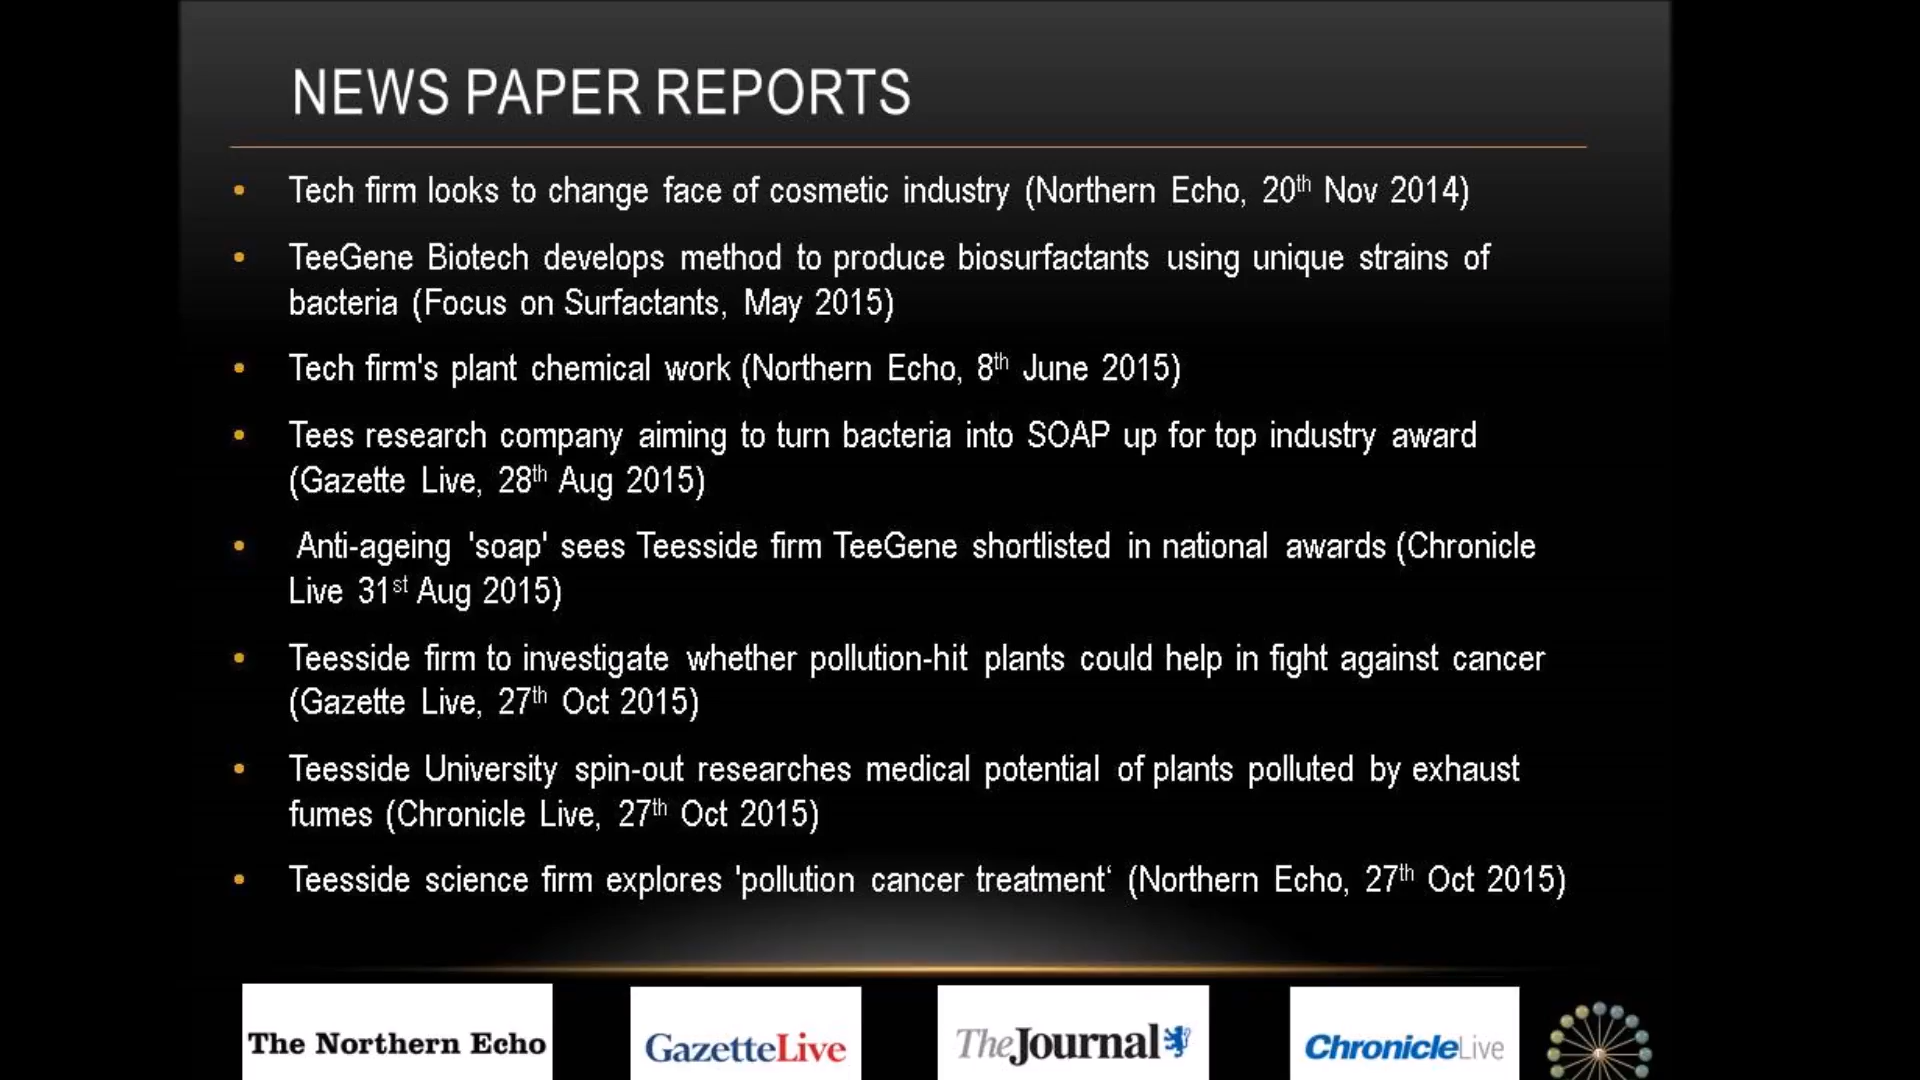 NEWS PAPER REPORTS
• Tech firm looks to change face of cosmetic industry (Northern Echo, 20th Nov 2014)
• TeeGene Biotech develops method to produce biosurfactants using unique strains of
bacteria (Focus on Surfactants, May 2015)
• Tech firm's plant chemical work (Northern Echo, 8th June 2015)
• Tees research company aiming to turn bacteria into SOAP up for top industry award
(Gazette Live, 28th Aug 2015)
• Anti-ageing 'soap' sees Teesside firm TeeGene shortlisted in national awards (Chronicle
Live 31st Aug 2015)
• Teesside firm to investigate whether pollution-hit plants could help in fight against cancer
(Gazette Live, 27th Oct 2015)
• Teesside University spin-out researches medical potential of plants polluted by exhaust
fumes (Chronicle Live, 27th Oct 2015)
• Teesside science firm explores 'pollution cancer treatment‘ (Northern Echo, 27th Oct 2015)
The Northern Echo
GazetteLive
TheJournal
ChronicleLive